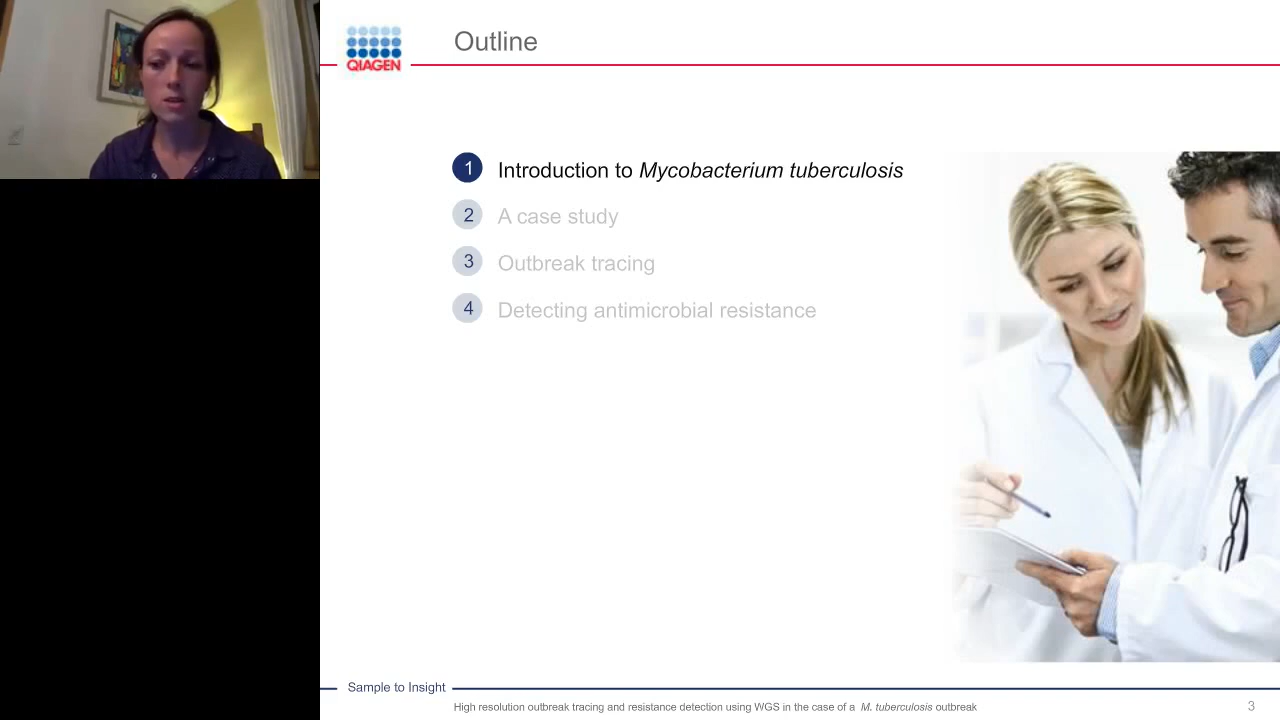 QIAGEN
Outline
1 Introduction to Mycobacterium tuberculosis
2 A case study
3 Outbreak tracing
4 Detecting antimicrobial resistance
Sample to Insight
High resolution outbreak tracing and resistance detection using WGS in the case of a M. tuberculosis outbreak
3